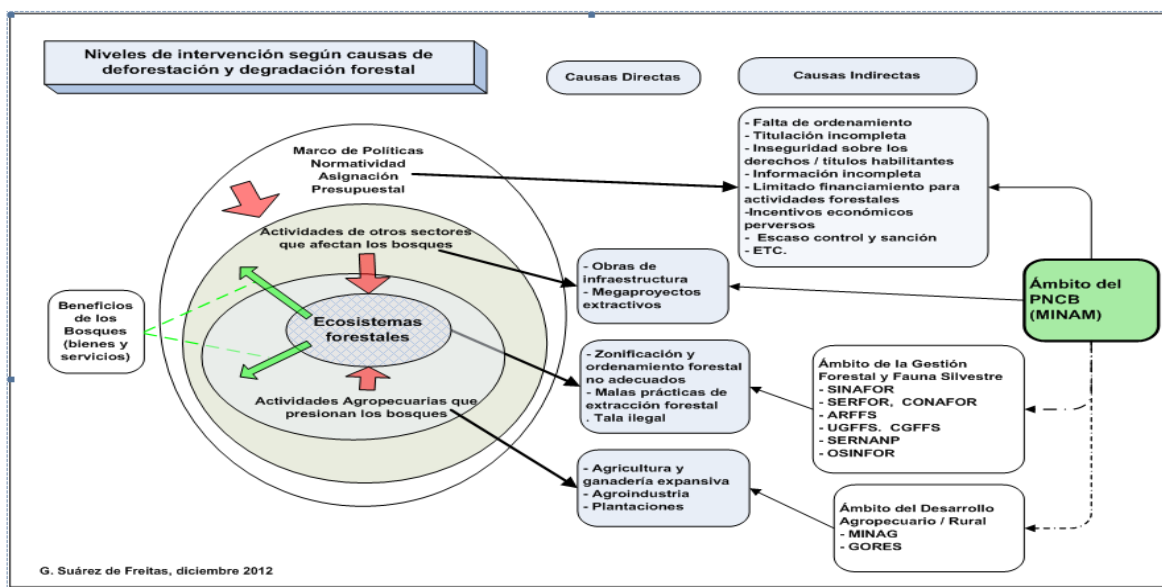 Niveles de intervención según causas de
deforestación y degradación forestal
Causas Directas
Causas Indirectas
Marco de Políticas
Normatividad
Asignación
Presupuestal
Actividades de otros sectores
que afectan los bosques
Ecosistemas
forestales
Actividades Agropecuarias que
presionan los bosques
Beneficios
de los
Bosques
(bienes y
servicios)
- Falta de ordenamiento
- Titulación incompleta
- Inseguridad sobre los
derechos / títulos habilitantes
- Información incompleta
- Limitado financiamiento para
actividades forestales
-Incentivos económicos
perversos
- Escaso control y sanción
- ETC.
- Obras de
infraestructura
- Megaproyectos
extractivos
- Zonificación y
ordenamiento forestal
no adecuados
- Malas prácticas de
extracción forestal
. Tala ilegal
- Agricultura y
ganadería expansiva
- Agroindustria
- Plantaciones
Ámbito del
PNCB
(MINAM)
Ámbito de la Gestión
Forestal y Fauna Silvestre
- SINAFOR
- SERFOR, CONAFOR
- ARFFS
- UGFFS. CGFFS
- SERNANP
- OSINFOR
Ámbito del Desarrollo
Agropecuario / Rural
- MINAG
- GORES
G. Suárez de Freitas, diciembre 2012